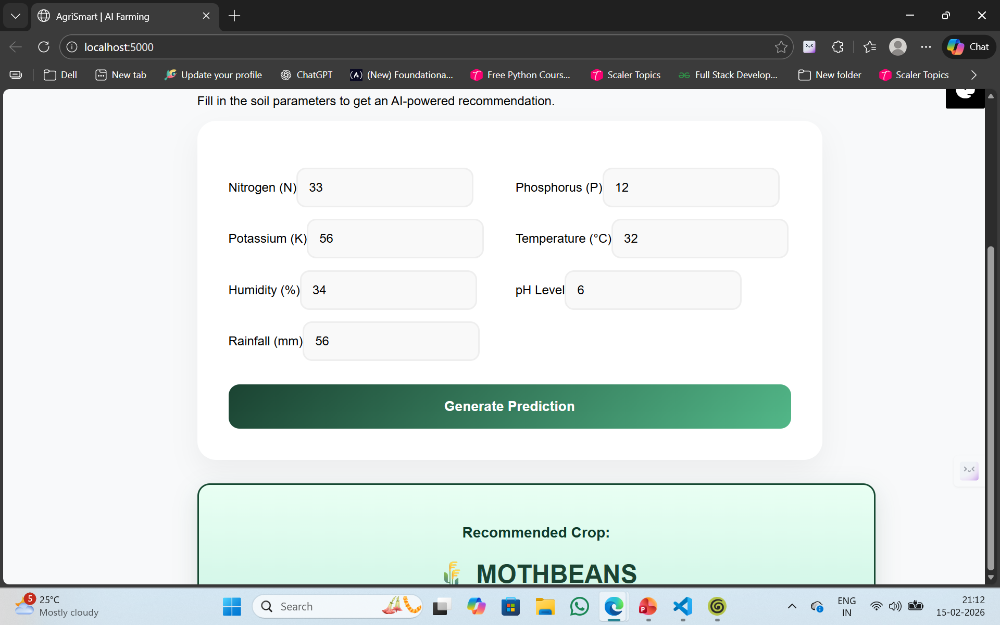 AgriSmart | AI Farming
localhost:5000
Chat
Dell
New tab
Update your profile
ChatGPT
(New) Foundationa...
Free Python Cours...
Scaler Topics
Full Stack Develop...
New folder
Scaler Topics
Fill in the soil parameters to get an AI-powered recommendation.
Nitrogen (N) 33
Phosphorus (P) 12
Potassium (K) 56
Temperature (°C) 32
Humidity (%) 34
pH Level 6
Rainfall (mm) 56
Generate Prediction
Recommended Crop:
MOTHBEANS
5
25°C
Mostly cloudy
Search
ENG
IN
21:12
15-02-2026